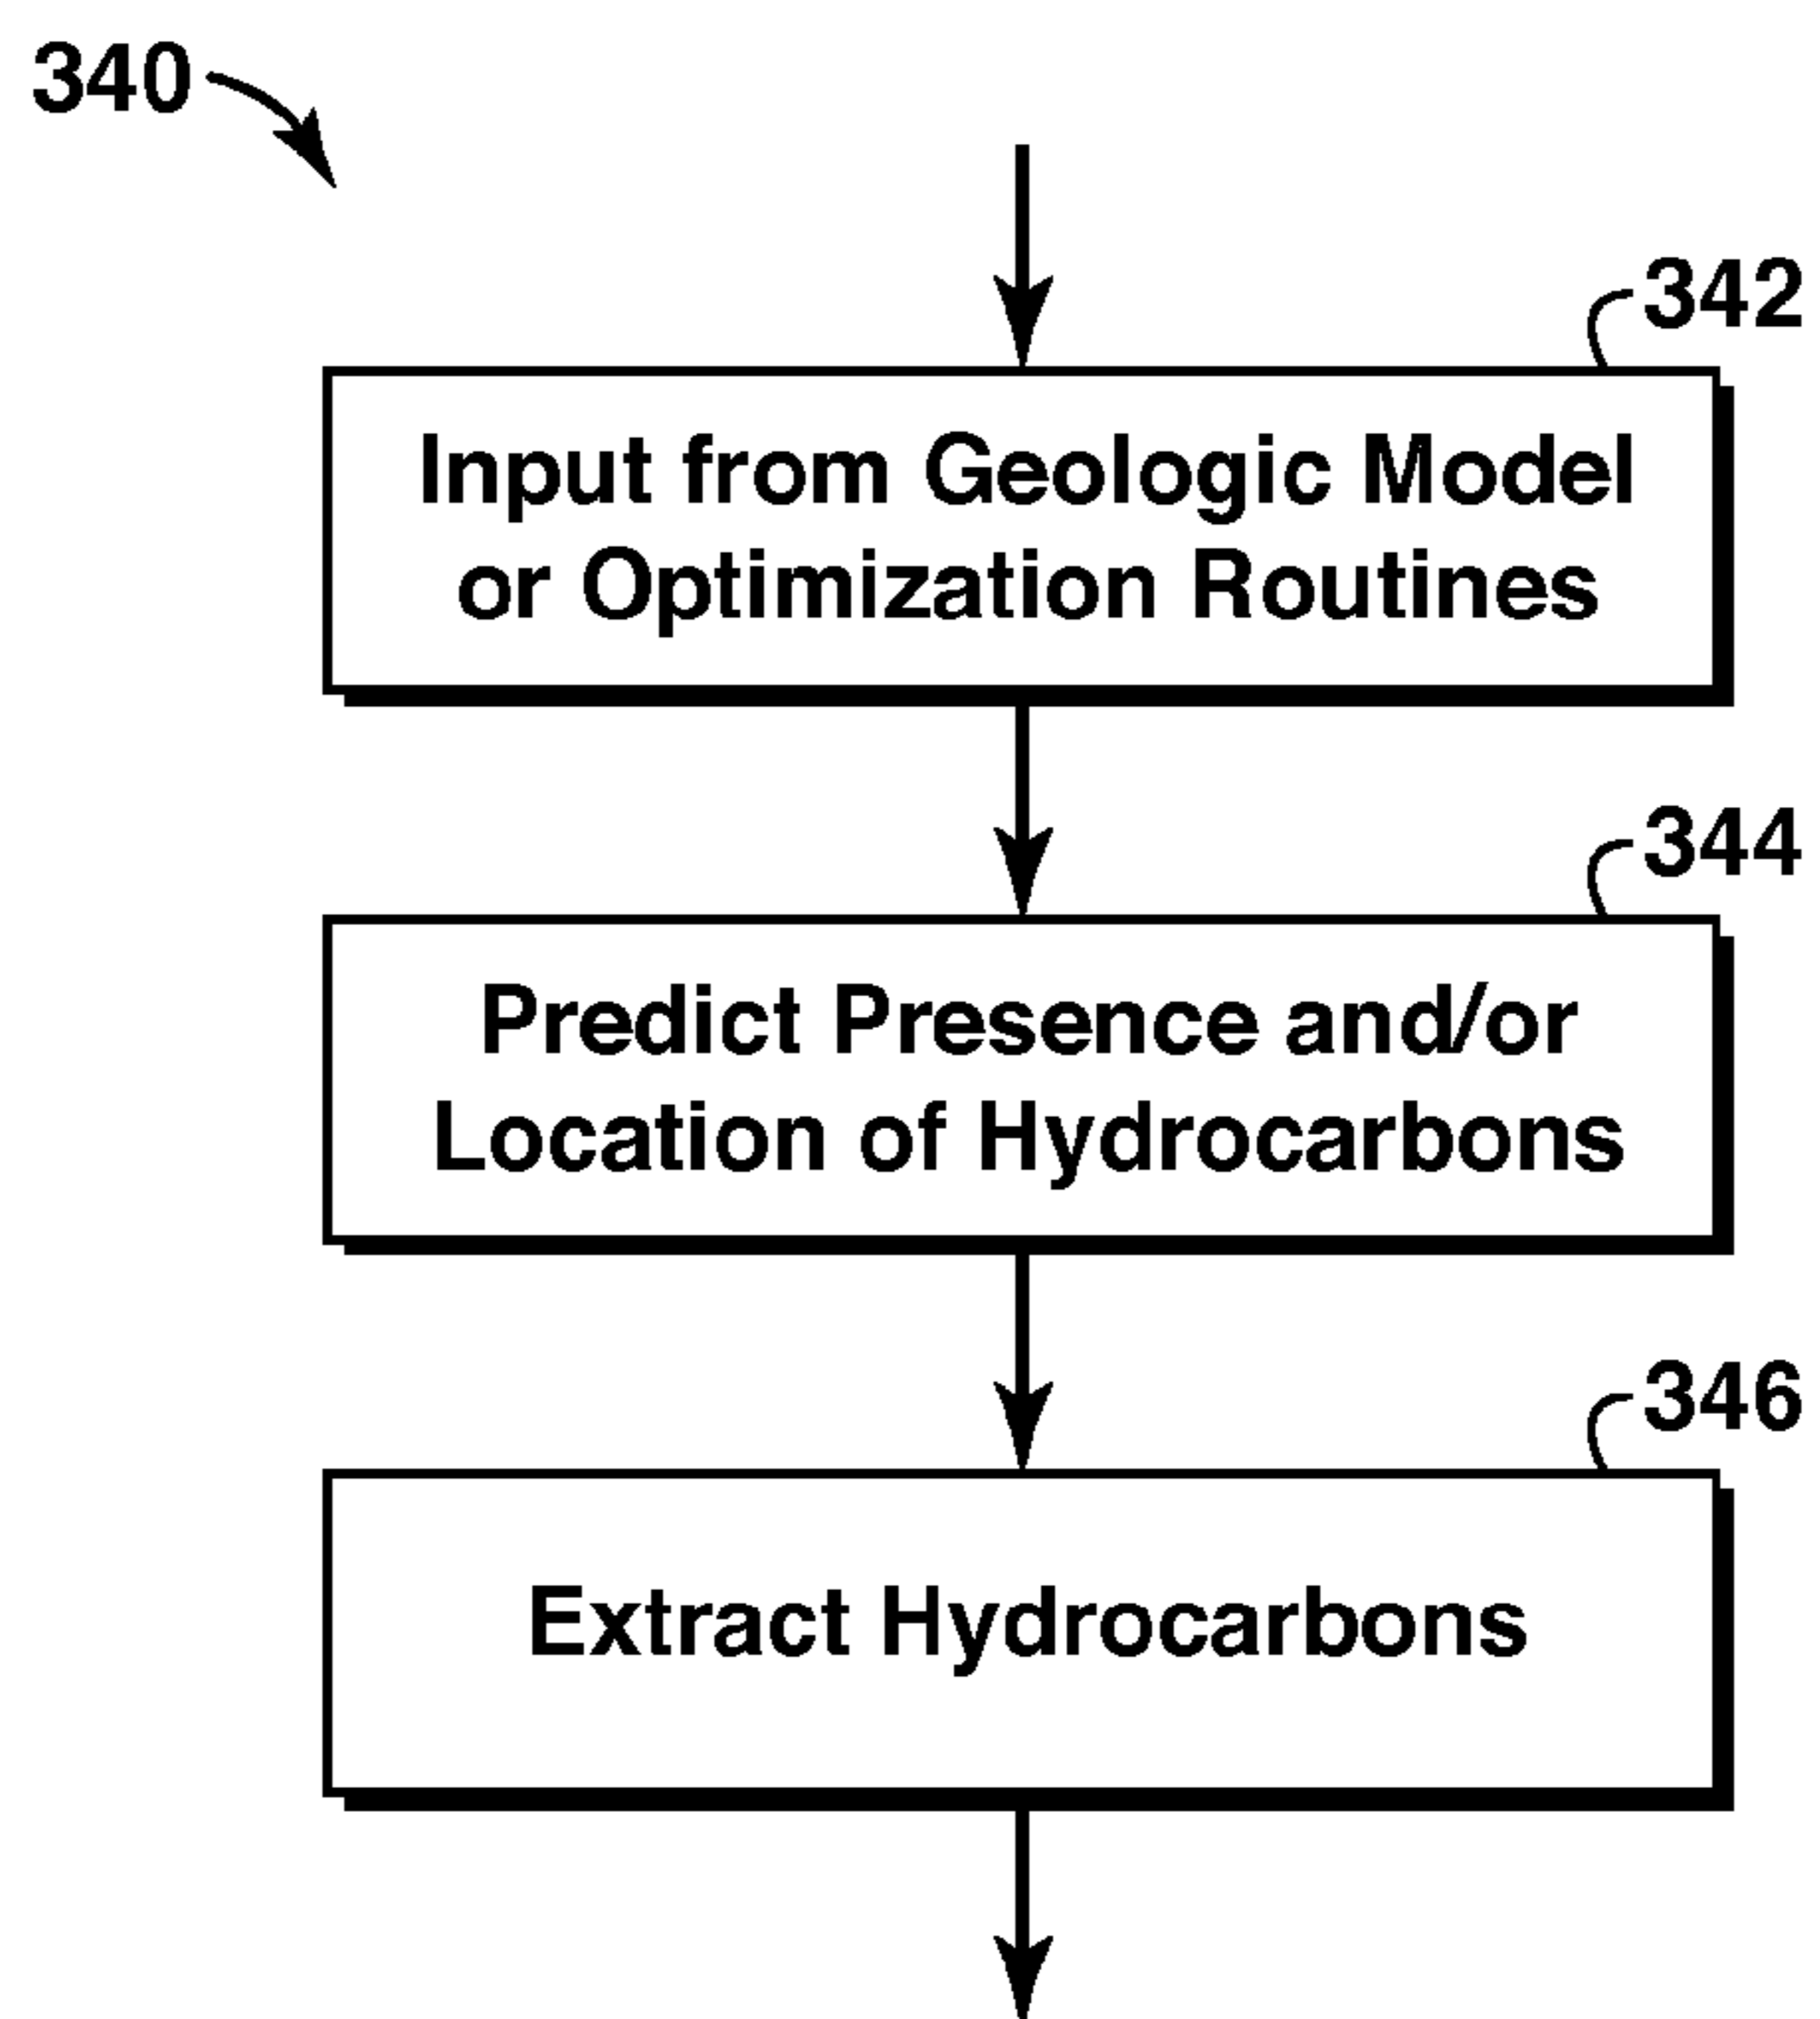 340
342
Input from Geologic Model
or Optimization Routines
344
Predict Presence and/or
Location of Hydrocarbons
346
Extract Hydrocarbons